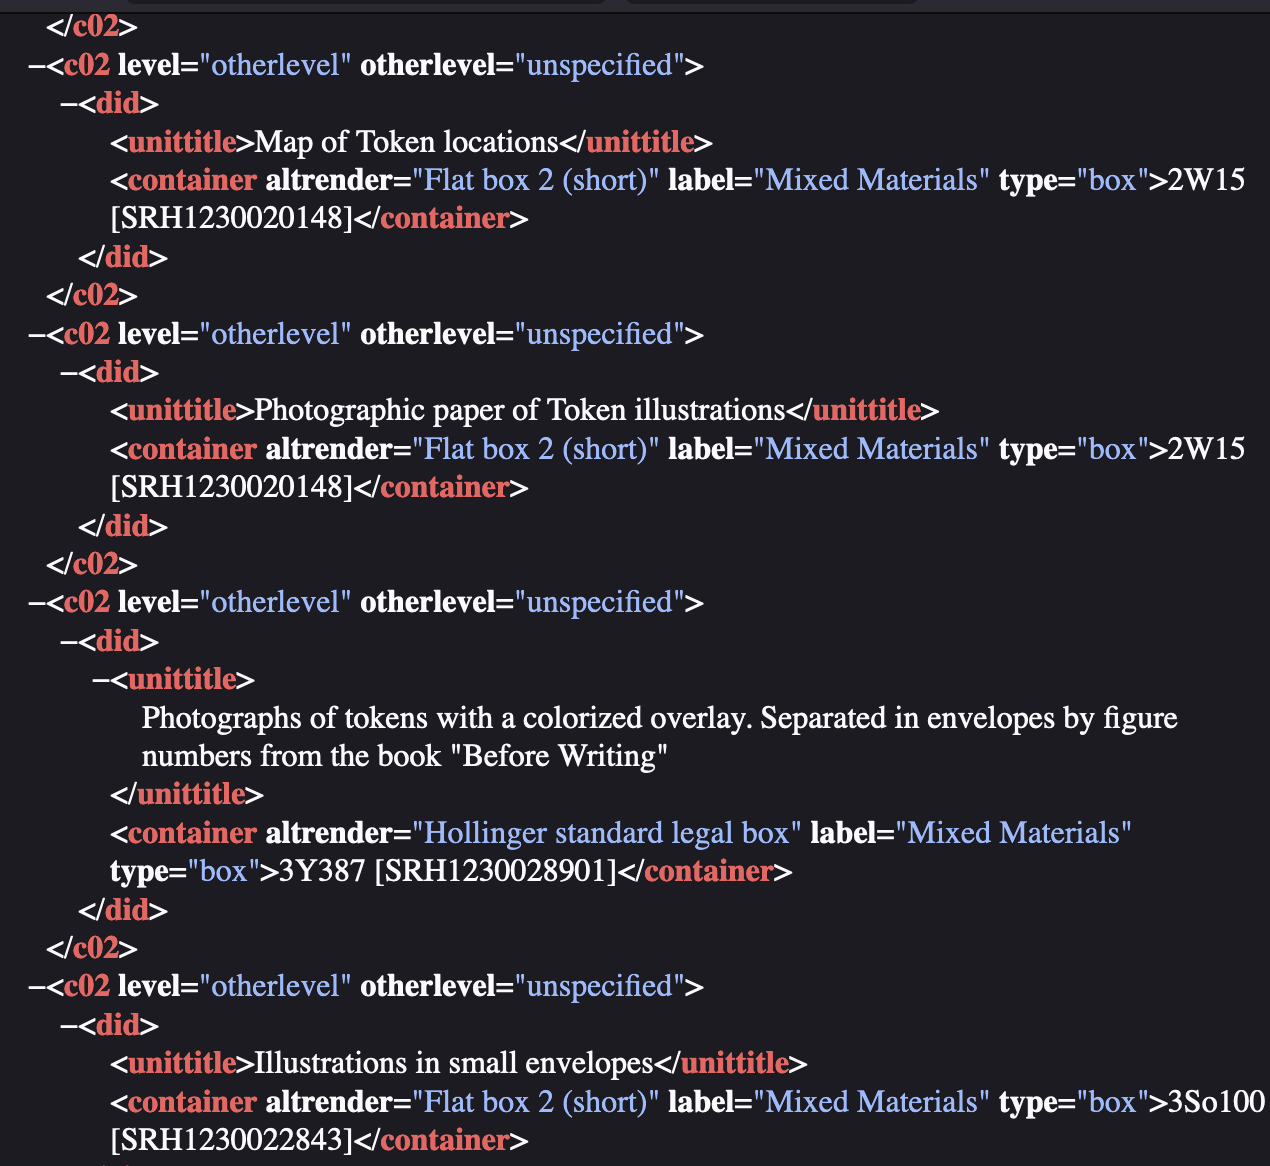 </c02>
–<c02 level="otherlevel" otherlevel="unspecified">
–<did>
<unittitle>Map of Token locations</unittitle>
<container altrender="Flat box 2 (short)" label="Mixed Materials" type="box">2W15
[SRH1230020148]</container>
</did>
</c02>
–<c02 level="otherlevel" otherlevel="unspecified">
–<did>
<unittitle>Photographic paper of Token illustrations</unittitle>
<container altrender="Flat box 2 (short)" label="Mixed Materials" type="box">2W15
[SRH1230020148]</container>
</did>
</c02>
–<c02 level="otherlevel" otherlevel="unspecified">
–<did>
–<unittitle>
Photographs of tokens with a colorized overlay. Separated in envelopes by figure
numbers from the book "Before Writing"
</unittitle>
<container altrender="Hollinger standard legal box" label="Mixed Materials"
type="box">3Y387 [SRH1230028901]</container>
</did>
</c02>
–<c02 level="otherlevel" otherlevel="unspecified">
–<did>
<unittitle>Illustrations in small envelopes</unittitle>
<container altrender="Flat box 2 (short)" label="Mixed Materials" type="box">3So100
[SRH1230022843]</container>